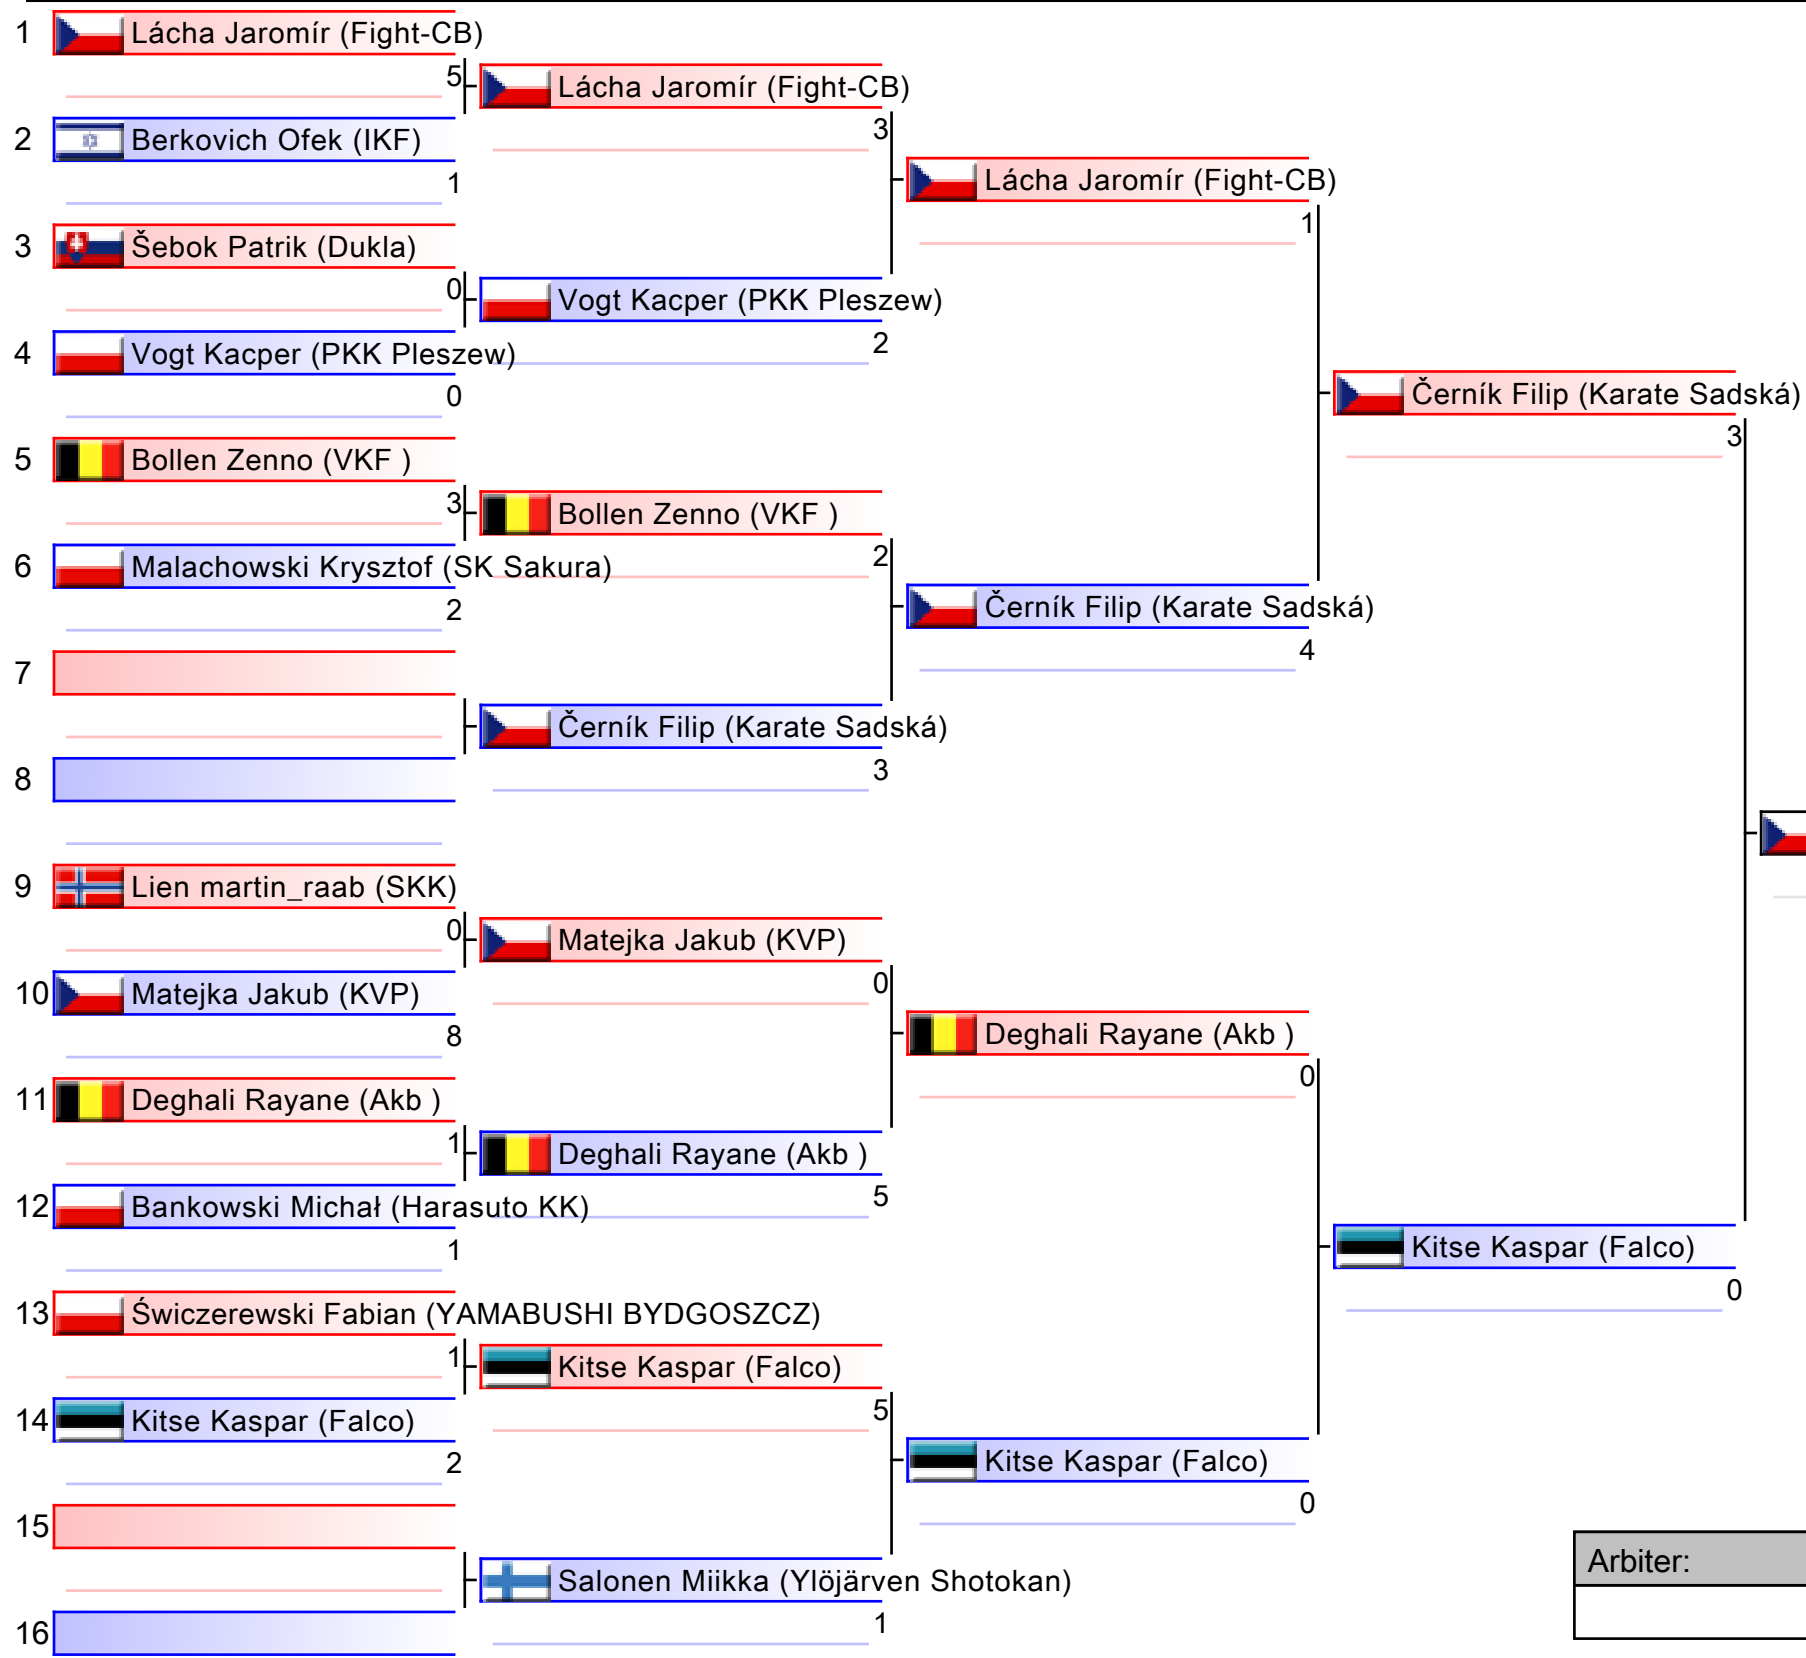 1 Lácha Jaromír (Fight-CB)
5 Lácha Jaromír (Fight-CB)
2 Berkovich Ofek (IKF)
3
1
Lácha Jaromír (Fight-CB)
1
3 Šebok Patrik (Dukla)
0 Vogt Kacper (PKK Pleszew)
4 Vogt Kacper (PKK Pleszew)
2
0
Černík Filip (Karate Sadská)
3
5 Bollen Zenno (VKF )
3 Bollen Zenno (VKF )
6 Malachowski Krysztof (SK Sakura)
2
2
Černík Filip (Karate Sadská)
4
7
Černík Filip (Karate Sadská)
8
3
9 Lien martin_raab (SKK)
0 Matejka Jakub (KVP)
10 Matejka Jakub (KVP)
0
8
Deghali Rayane (Akb )
0
11 Deghali Rayane (Akb )
1 Deghali Rayane (Akb )
12 Bankowski Michał (Harasuto KK)
5
1
Kitse Kaspar (Falco)
0
13 Świczerewski Fabian (YAMABUSHI BYDGOSZCZ)
1 Kitse Kaspar (Falco)
14 Kitse Kaspar (Falco)
5
2
Kitse Kaspar (Falco)
0
15
Salonen Miikka (Ylöjärven Shotokan)
16
1
Arbiter: